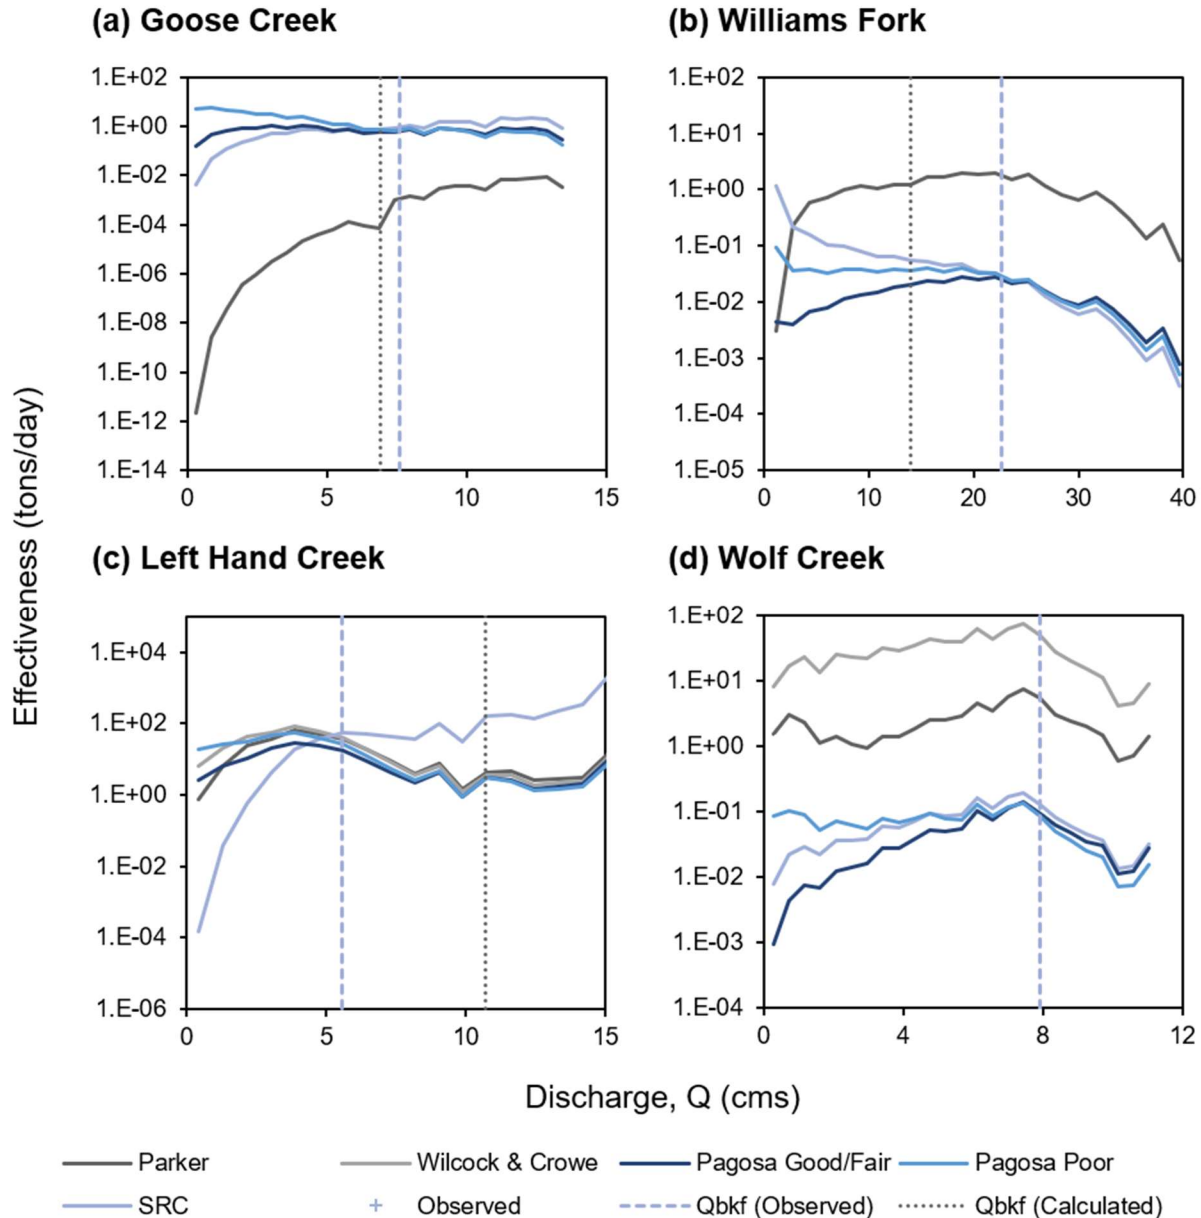 (a) Goose Creek
(b) Williams Fork
1.E+02
1.E+00
1.E-02
1.E-04
1.E-06
1.E-08
1.E-10
1.E-12
1.E-14
0 5 10 15
1.E+02
1.E+01
1.E+00
1.E-01
1.E-02
1.E-03
1.E-04
1.E-05
0 10 20 30 40
Effectiveness (tons/day)
(c) Left Hand Creek
(d) Wolf Creek
1.E+04
1.E+02
1.E+00
1.E-02
1.E-04
1.E-06
0 5 10 15
1.E+02
1.E+01
1.E+00
1.E-01
1.E-02
1.E-03
1.E-04
0 4 8 12
Discharge, Q (cms)
Parker Wilcock & Crowe Pagosa Good/Fair Pagosa Poor
SRC Observed Qbkf (Observed) Qbkf (Calculated)